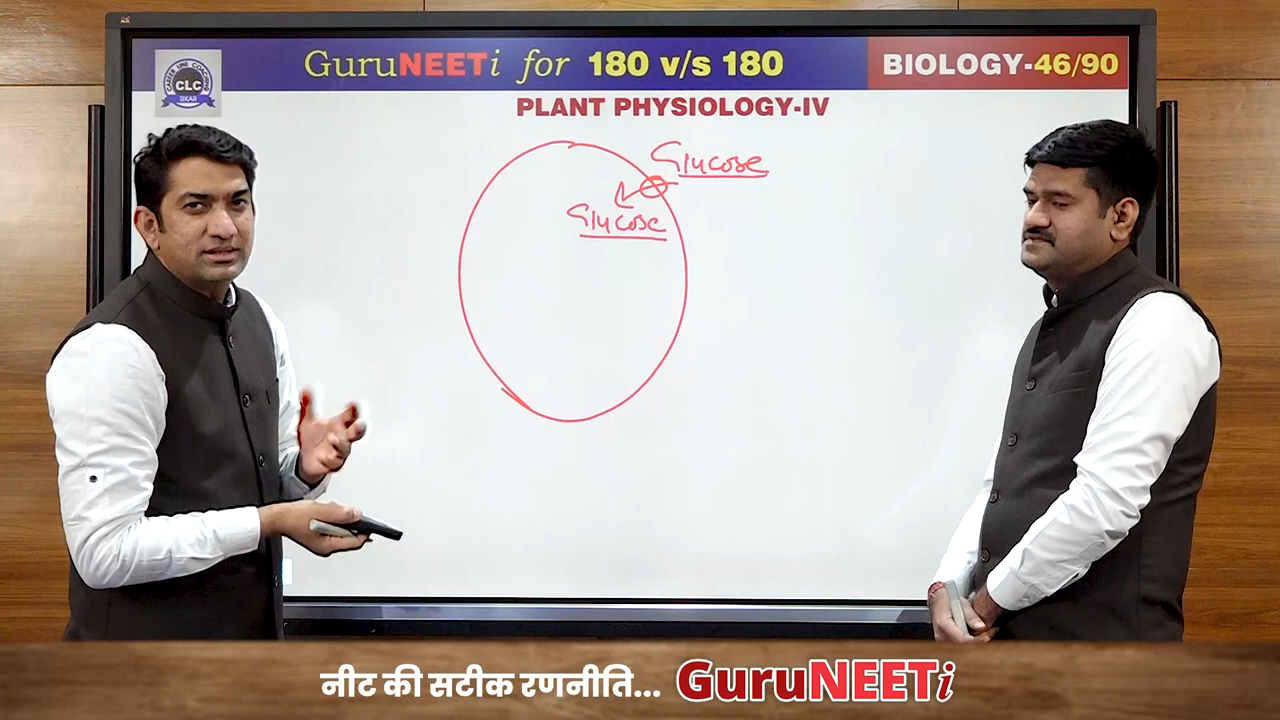 GuruNEETi for 180 v/s 180
BIOLOGY-46/90
CAREER LINE COACHING
CLC
SIKAR
PLANT PHYSIOLOGY-IV
Glucose
Glucose
नीट की सटीक रणनीति... GuruNEETi